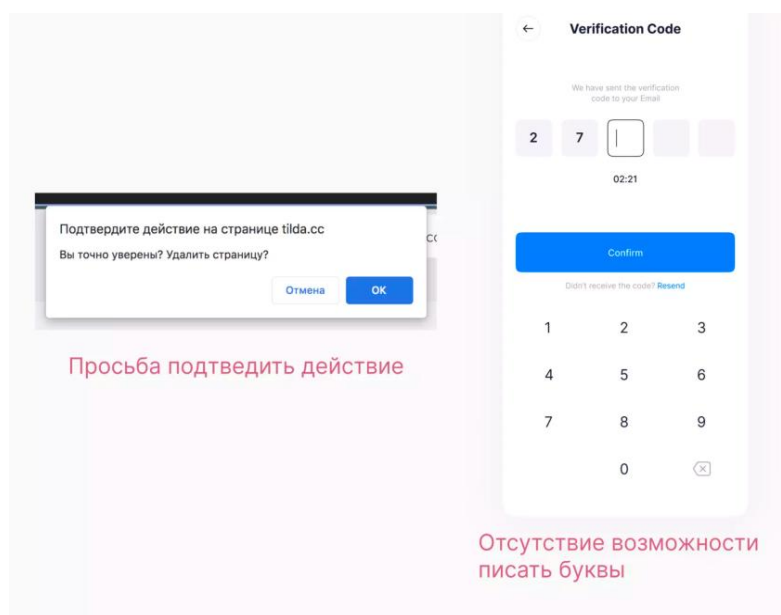 Verification Code
We have sent the verification
code to your Email
2 7
02:21
Подтвердите действие на странице tilda.cc
Вы точно уверены? Удалить страницу?
Отмена ОК
Confirm
Didn't receive the code? Resend
Просьба подтведить действие
1 2 3
4 5 6
7 8 9
0
Отсутствие возможности
писать буквы